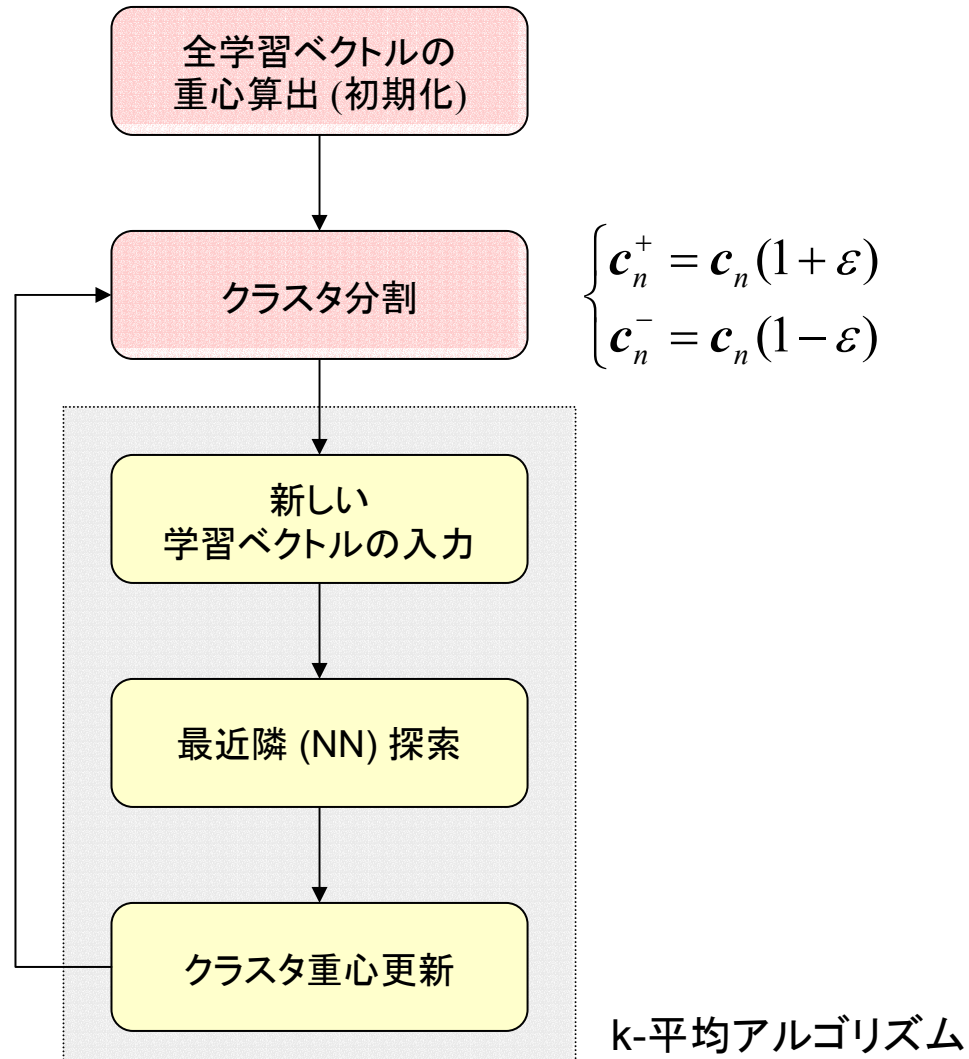 全学習ベクトルの
重心算出 (初期化)
クラスタ分割
c_n^+ = c_n(1+ε)
c_n^- = c_n(1−ε)
新しい
学習ベクトルの入力
最近隣 (NN) 探索
クラスタ重心更新
k-平均アルゴリズム